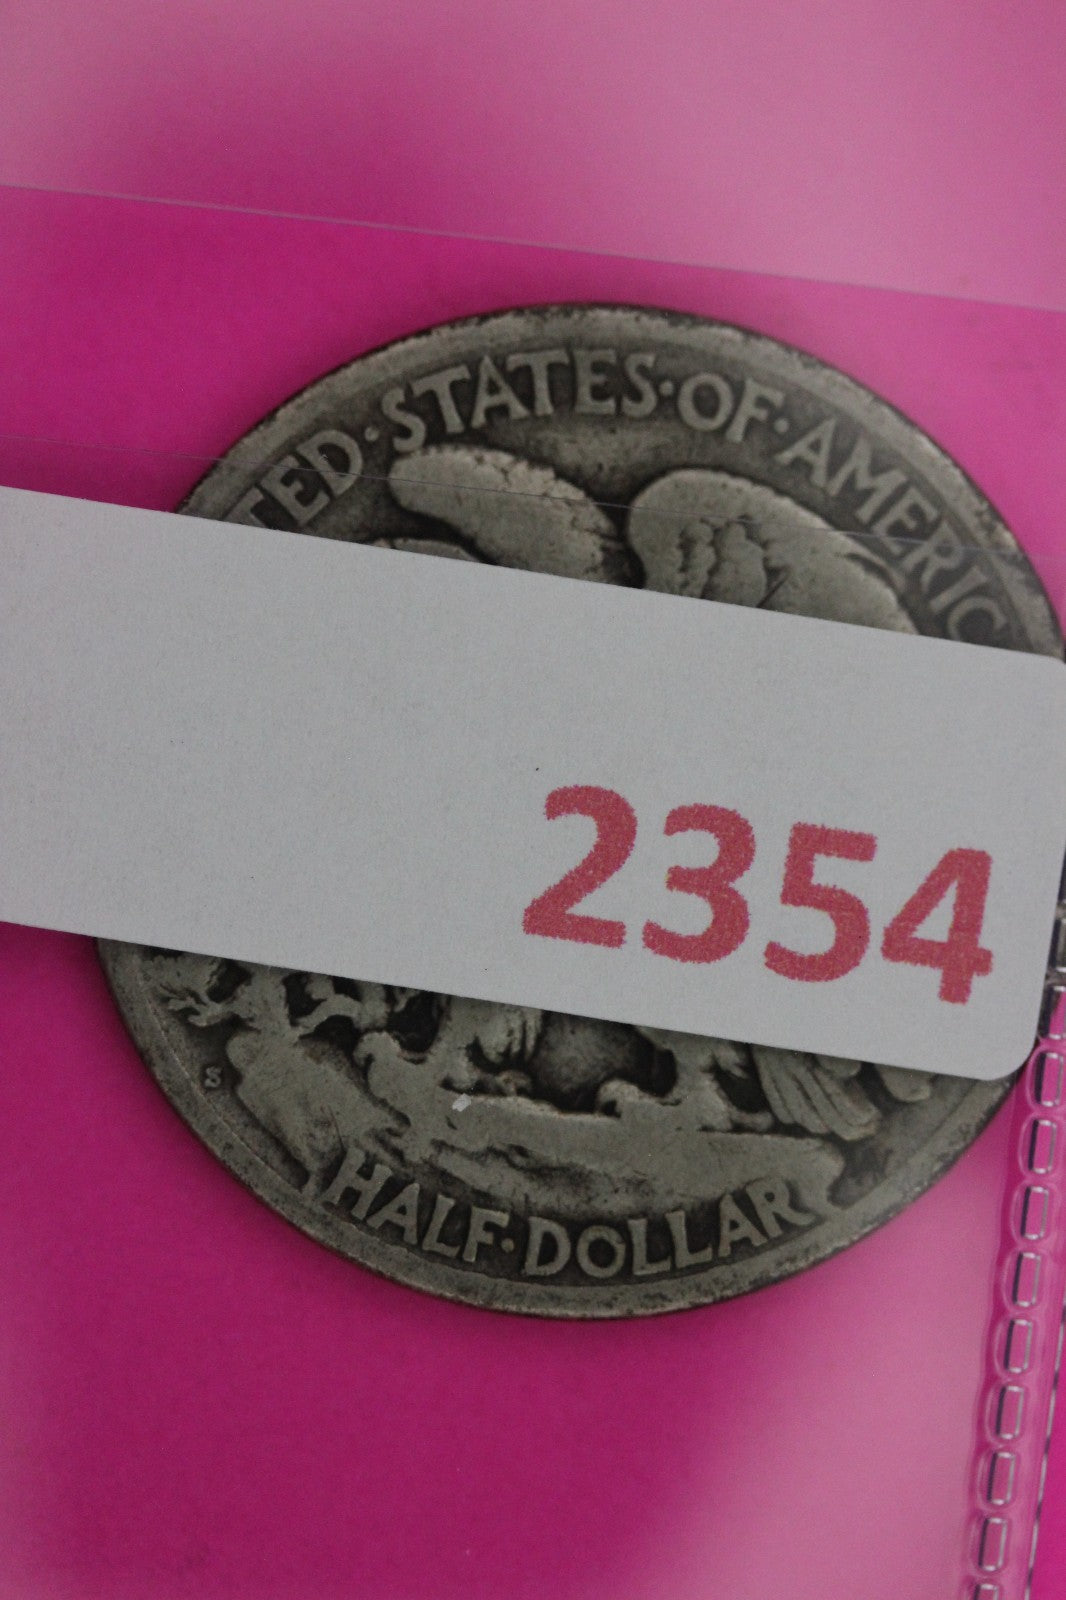 TED·STATES·OF·AMERIC
2354
S
HALF·DOLLAR